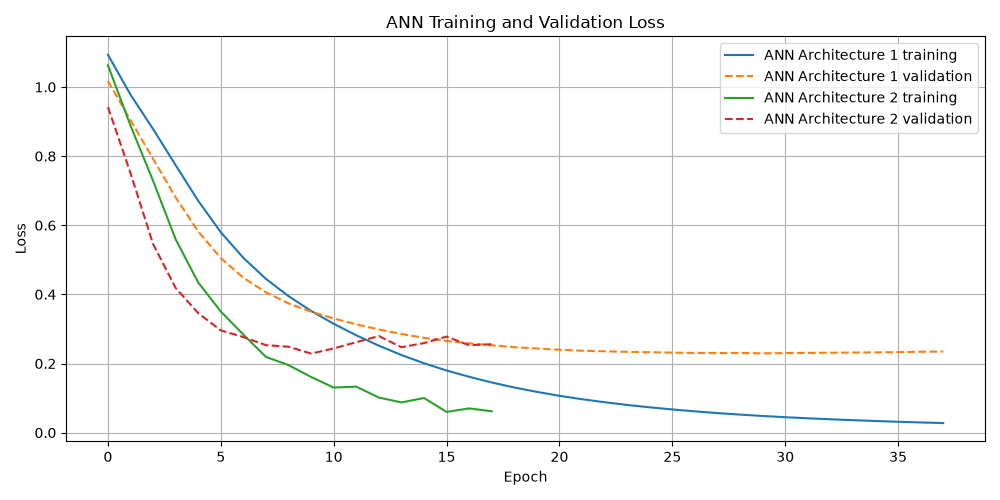 ANN Training and Validation Loss
ANN Architecture 1 training
ANN Architecture 1 validation
ANN Architecture 2 training
ANN Architecture 2 validation
Loss
1.0
0.8
0.6
0.4
0.2
0.0
0 5 10 15 20 25 30 35
Epoch